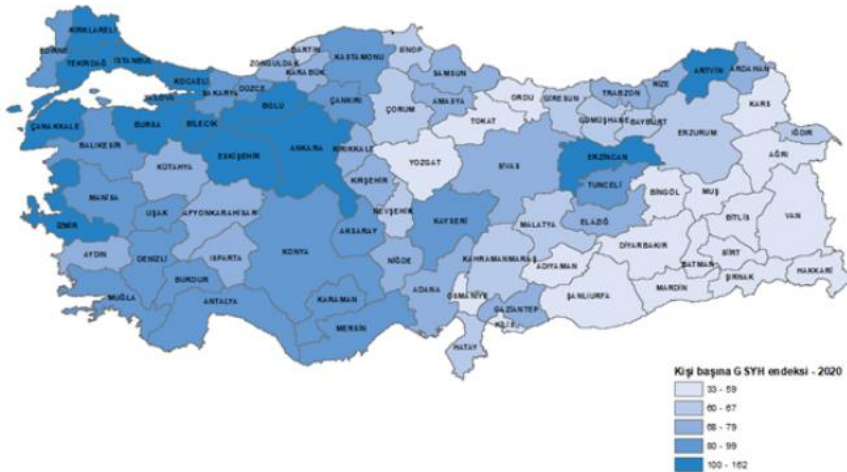 KIRKLARELİ
EDİRNE
TEKİRDAĞ
İSTANBUL
KOCAELİ
YALOVA
SAKARYA
DÜZCE
ZONGULDAK
BARTIN
KARABÜK
KASTAMONU
SİNOP
SAMSUN
ORDU
GİRESUN
TRABZON
RİZE
ARTVİN
ARDAHAN
KARS
IĞDIR
ÇANAKKALE
BURSA
BİLECİK
BOLU
ÇANKIRI
ÇORUM
AMASYA
TOKAT
GÜMÜŞHANE
BAYBURT
ERZURUM
AĞRI
BALIKESİR
KÜTAHYA
ESKİŞEHİR
ANKARA
KIRIKKALE
YOZGAT
SİVAS
ERZİNCAN
TUNCELİ
BİNGÖL
MUŞ
BİTLİS
VAN
MANİSA
İZMİR
UŞAK
AFYONKARAHİSAR
KIRŞEHİR
NEVŞEHİR
KAYSERİ
MALATYA
ELAZIĞ
DİYARBAKIR
BATMAN
SİİRT
ŞIRNAK
HAKKARİ
AYDIN
DENİZLİ
ISPARTA
KONYA
AKSARAY
NİĞDE
KAHRAMANMARAŞ
ADIYAMAN
MARDİN
BURDUR
MUĞLA
ANTALYA
KARAMAN
MERSİN
ADANA
OSMANİYE
GAZİANTEP
KİLİS
ŞANLIURFA
HATAY
Kişi başına GSYH endeksi - 2020
33 - 59
60 - 67
68 - 79
80 - 99
100 - 162